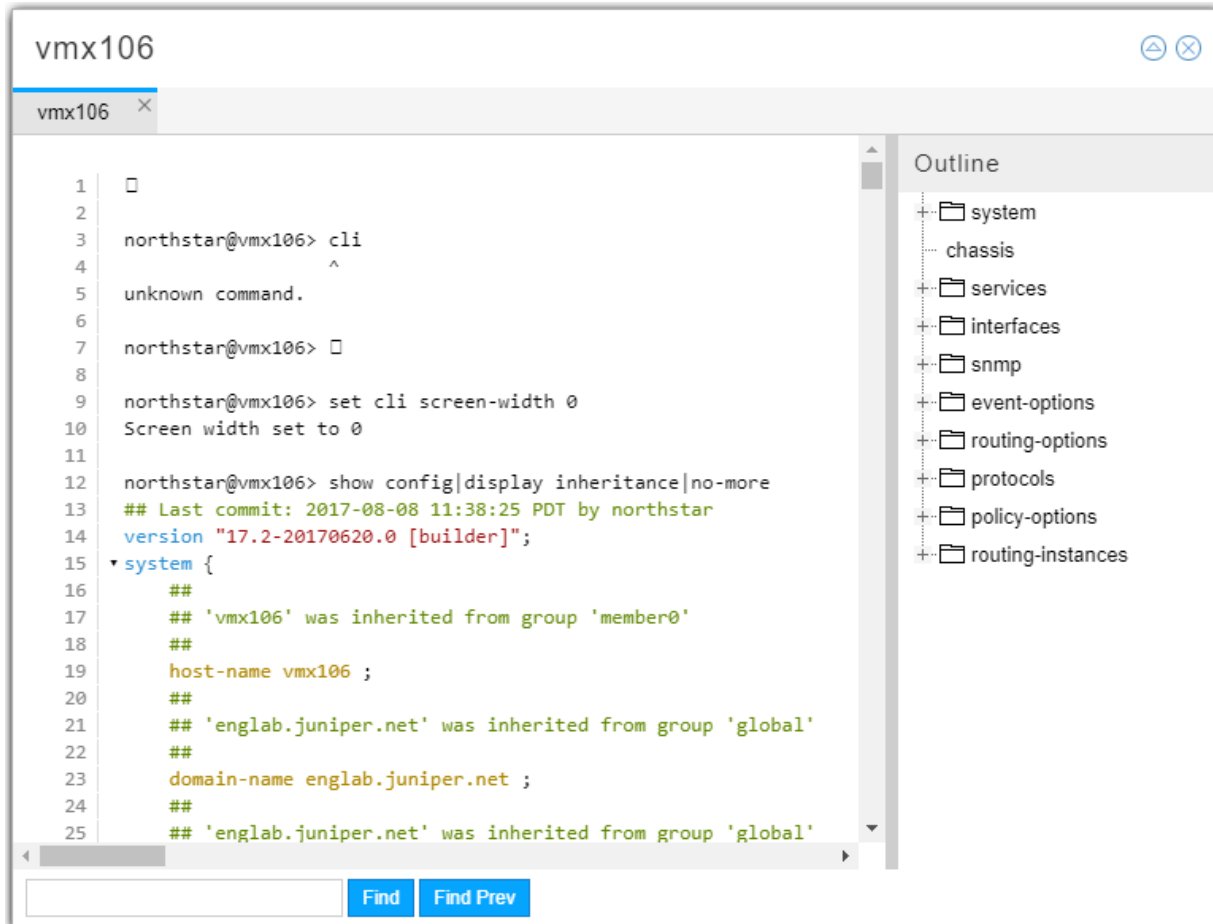 vmx106
vmx106
1 □
2
3 northstar@vmx106> cli
4 ^
5 unknown command.
6
7 northstar@vmx106> □
8
9 northstar@vmx106> set cli screen-width 0
10 Screen width set to 0
11
12 northstar@vmx106> show config|display inheritance|no-more
13 ## Last commit: 2017-08-08 11:38:25 PDT by northstar
14 version "17.2-20170620.0 [builder]";
15 system {
16 ##
17 ## 'vmx106' was inherited from group 'member0'
18 ##
19 host-name vmx106 ;
20 ##
21 ## 'englab.juniper.net' was inherited from group 'global'
22 ##
23 domain-name englab.juniper.net ;
24 ##
25 ## 'englab.juniper.net' was inherited from group 'global'
Outline
system
chassis
services
interfaces
snmp
event-options
routing-options
protocols
policy-options
routing-instances
Find
Find Prev